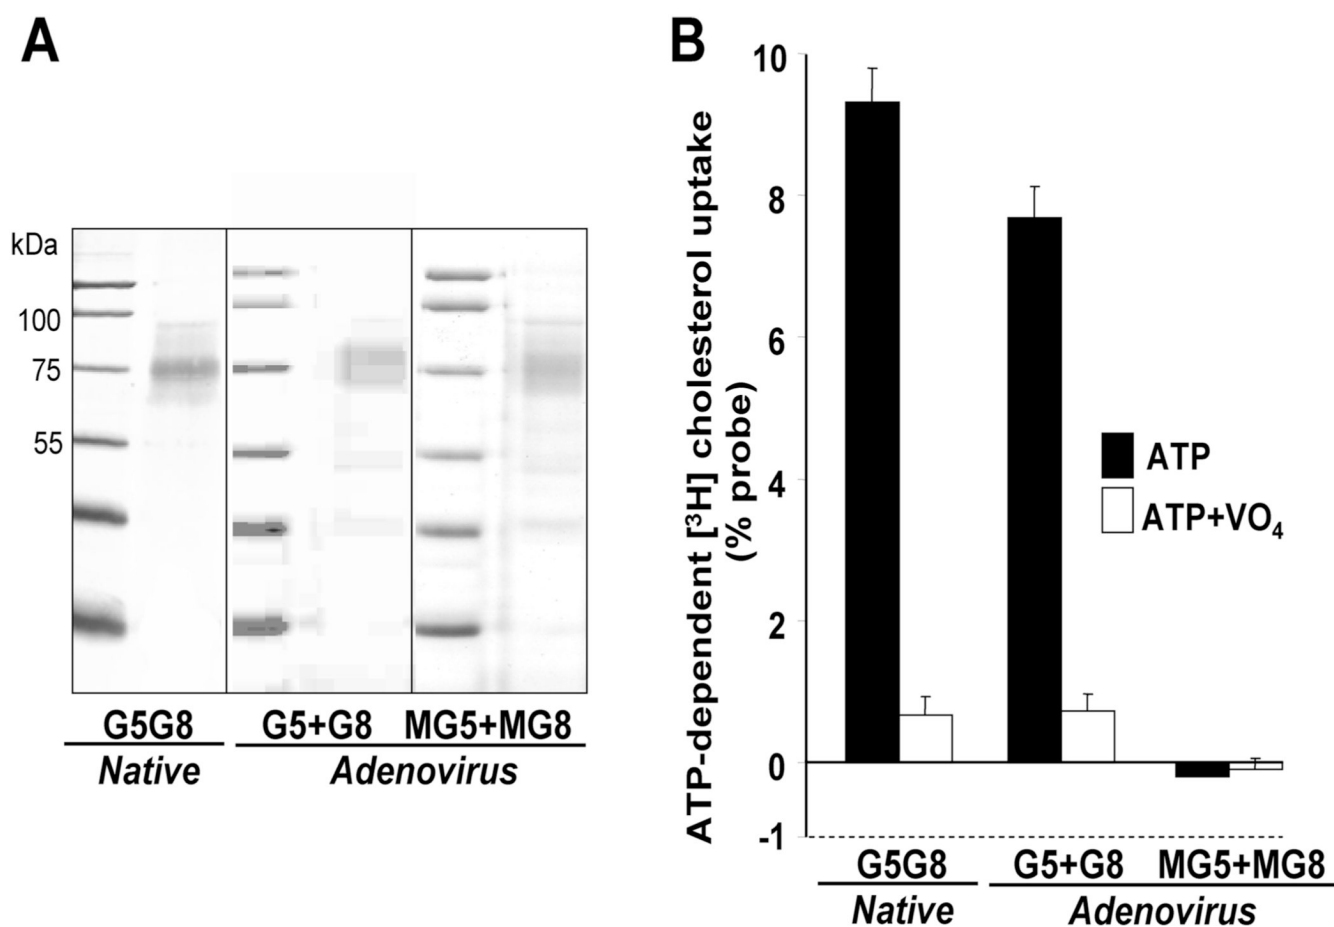 A
kDa
100
75
55
G5G8
G5+G8
MG5+MG8
Native
Adenovirus
B
ATP-dependent [³H] cholesterol uptake
(% probe)
10
8
6
4
2
0
-1
ATP
ATP+VO₄
G5G8
G5+G8
MG5+MG8
Native
Adenovirus